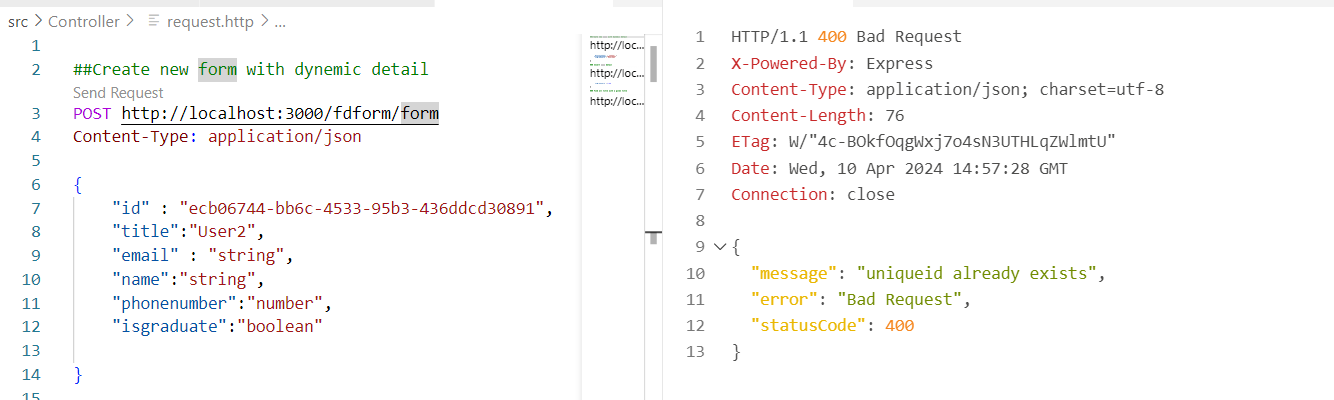 src > Controller > request.http > ...
1
2 ##Create new form with dynemic detail
Send Request
3 POST http://localhost:3000/fdform/form
4 Content-Type: application/json
5
6 {
7 "id" : "ecb06744-bb6c-4533-95b3-436ddcd30891",
8 "title":"User2",
9 "email" : "string",
10 "name":"string",
11 "phonenumber":"number",
12 "isgraduate":"boolean"
13
14 }
15
http://loc...
http://loc...
http://loc...
1 HTTP/1.1 400 Bad Request
2 X-Powered-By: Express
3 Content-Type: application/json; charset=utf-8
4 Content-Length: 76
5 ETag: W/"4c-BOkfOqgWxj7o4sN3UTHLqZWlmtU"
6 Date: Wed, 10 Apr 2024 14:57:28 GMT
7 Connection: close
8
9 {
10 "message": "uniqueid already exists",
11 "error": "Bad Request",
12 "statusCode": 400
13 }